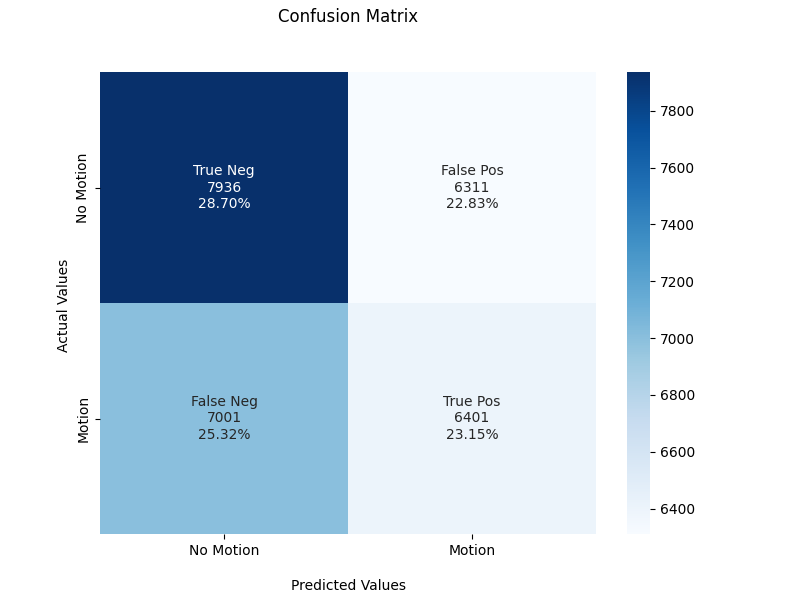 Confusion Matrix
No Motion
Motion
Actual Values
True Neg
7936
28.70%
False Pos
6311
22.83%
False Neg
7001
25.32%
True Pos
6401
23.15%
No Motion
Motion
Predicted Values
7800
7600
7400
7200
7000
6800
6600
6400